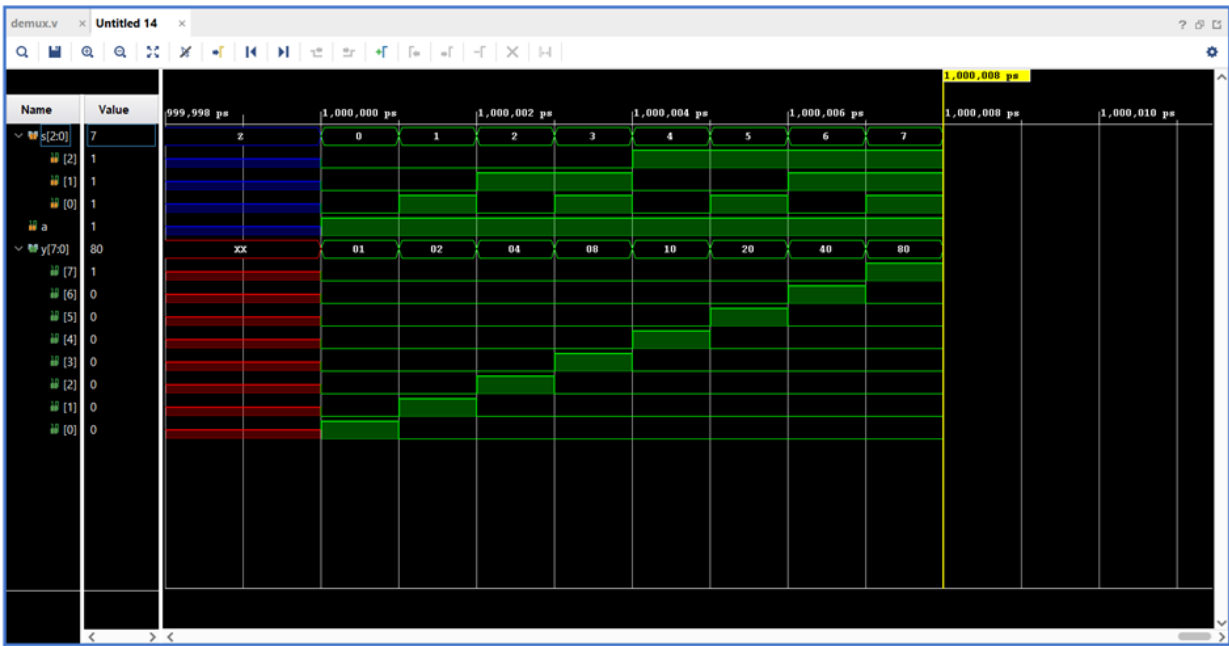 demux.v × Untitled 14 ×
1,000,008 ps
Name Value 999,998 ps 1,000,000 ps 1,000,002 ps 1,000,004 ps 1,000,006 ps 1,000,008 ps 1,000,010 ps
s[2:0] 7 Z 0 1 2 3 4 5 6 7
[2] 1
[1] 1
[0] 1
a 1
y[7:0] 80 XX 01 02 04 08 10 20 40 80
[7] 1
[6] 0
[5] 0
[4] 0
[3] 0
[2] 0
[1] 0
[0] 0